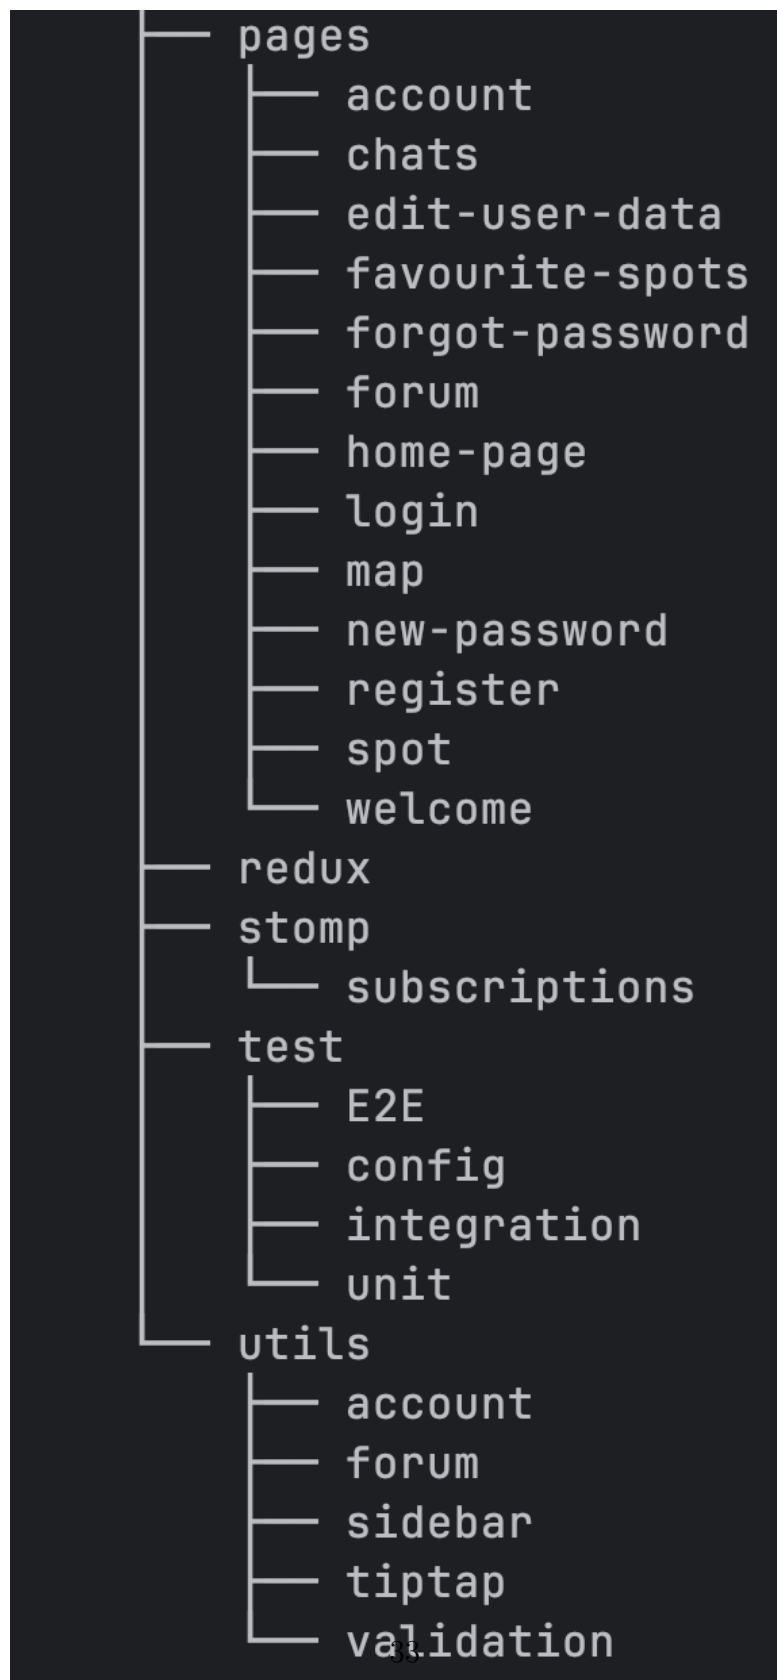 pages
account
chats
edit-user-data
favourite-spots
forgot-password
forum
home-page
login
map
new-password
register
spot
welcome
redux
stomp
subscriptions
test
E2E
config
integration
unit
utils
account
forum
sidebar
tiptap
validation
33